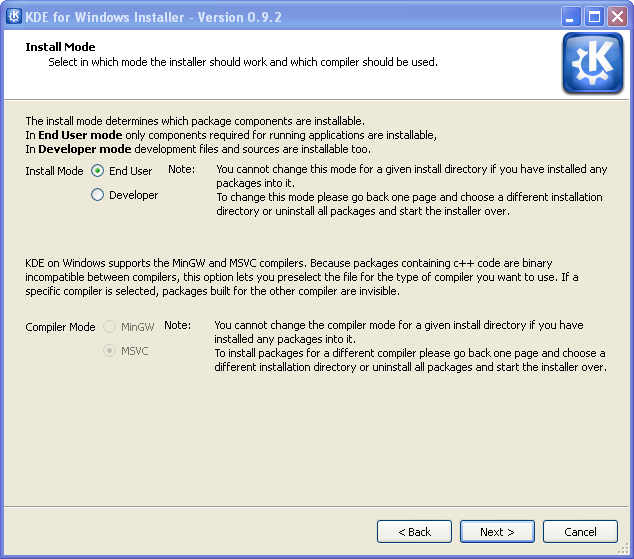 KDE for Windows Installer - Version 0.9.2
Install Mode
Select in which mode the installer should work and which compiler should be used.
The install mode determines which package components are installable.
In End User mode only components required for running applications are installable,
In Developer mode development files and sources are installable too.
Install Mode End User Note: You cannot change this mode for a given install directory if you have installed any
packages into it.
Developer To change this mode please go back one page and choose a different installation
directory or uninstall all packages and start the installer over.
KDE on Windows supports the MinGW and MSVC compilers. Because packages containing c++ code are binary
incompatible between compilers, this option lets you preselect the file for the type of compiler you want to use. If a
specific compiler is selected, packages built for the other compiler are invisible.
Compiler Mode MinGW Note: You cannot change the compiler mode for a given install directory if you have
installed any packages into it.
MSVC To install packages for a different compiler please go back one page and choose a
different installation directory or uninstall all packages and start the installer over.
< Back Next > Cancel